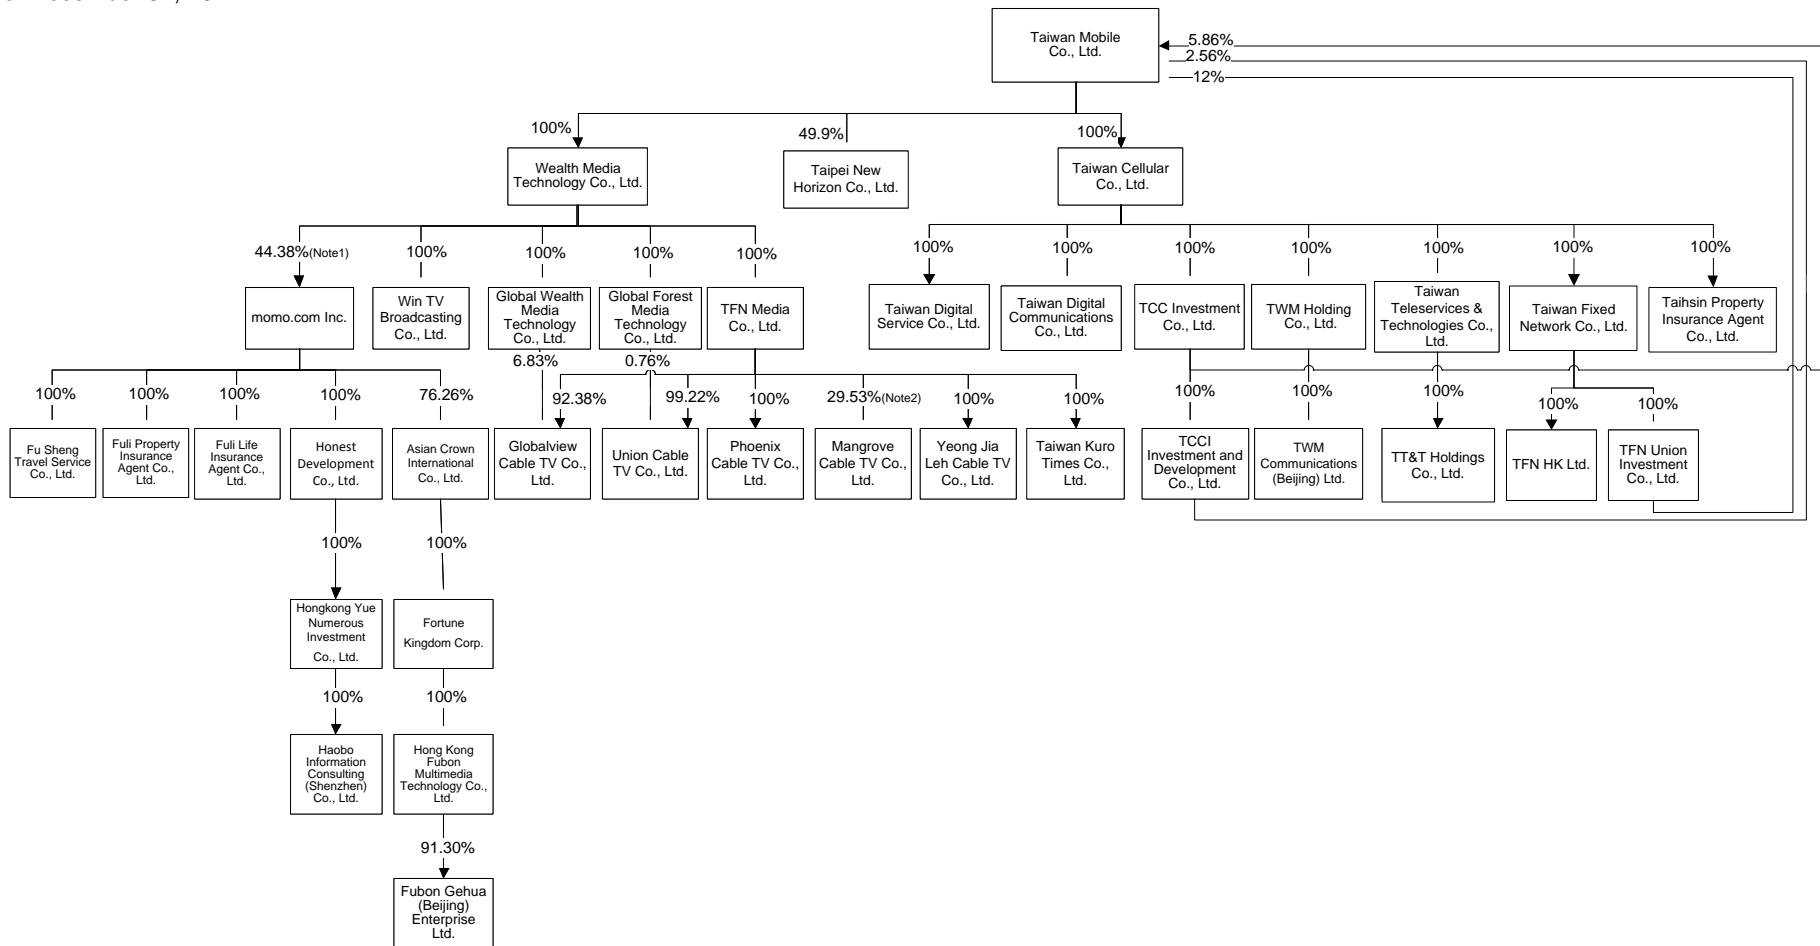 Taiwan Mobile
Co., Ltd.
5.86%
2.56%
12%
100%
49.9%
100%
Wealth Media
Technology Co., Ltd.
Taipei New
Horizon Co., Ltd.
Taiwan Cellular
Co., Ltd.
44.38%(Note1)
100%
100%
100%
100%
100%
100%
100%
100%
100%
100%
100%
momo.com Inc.
Win TV
Broadcasting
Co., Ltd.
Global Wealth
Media
Technology
Co., Ltd.
Global Forest
Media
Technology
Co., Ltd.
TFN Media
Co., Ltd.
Taiwan Digital
Service Co., Ltd.
Taiwan Digital
Communications
Co., Ltd.
TCC Investment
Co., Ltd.
TWM Holding
Co., Ltd.
Taiwan
Teleservices &
Technologies Co.,
Ltd.
Taiwan Fixed
Network Co., Ltd.
Taihsin Property
Insurance Agent
Co., Ltd.
6.83%
0.76%
100%
100%
100%
100%
76.26%
92.38%
99.22%
100%
29.53%(Note2)
100%
100%
100%
100%
100%
100%
100%
Fu Sheng
Travel Service
Co., Ltd.
Fuli Property
Insurance
Agent Co.,
Ltd.
Fuli Life
Insurance
Agent Co.,
Ltd.
Honest
Development
Co., Ltd.
Asian Crown
International
Co., Ltd.
Globalview
Cable TV Co.,
Ltd.
Union Cable
TV Co., Ltd.
Phoenix
Cable TV Co.,
Ltd.
Mangrove
Cable TV Co.,
Ltd.
Yeong Jia
Leh Cable TV
Co., Ltd.
Taiwan Kuro
Times Co.,
Ltd.
TCCI
Investment and
Development
Co., Ltd.
TWM
Communications
(Beijing) Ltd.
TT&T Holdings
Co., Ltd.
TFN HK Ltd.
TFN Union
Investment
Co., Ltd.
100%
100%
Hongkong Yue
Numerous
Investment
Co., Ltd.
Fortune
Kingdom Corp.
100%
100%
Haobo
Information
Consulting
(Shenzhen)
Co., Ltd.
Hong Kong
Fubon
Multimedia
Technology Co.,
Ltd.
91.30%
Fubon Gehua
(Beijing)
Enterprise
Ltd.